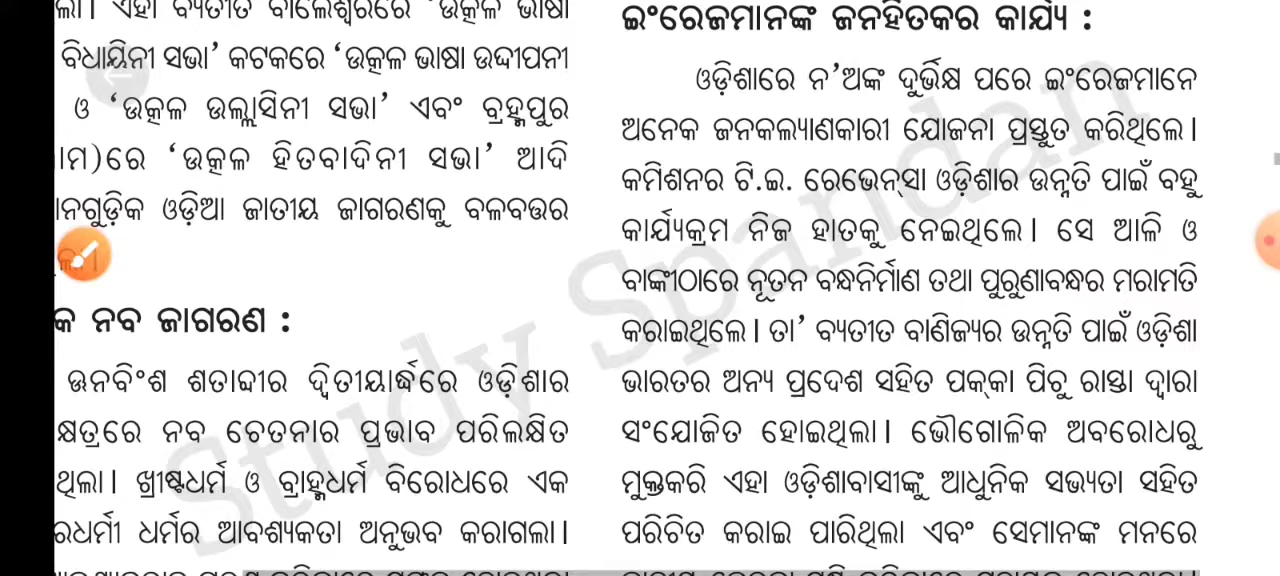 ଲା। ଏହା ବ୍ୟତୀତ ବାଲେଶ୍ୱରରେ ‘ଉତ୍କଳ ଭାଷା
ବିଧାୟିନୀ ସଭା’ କଟକରେ ‘ଉତ୍କଳ ଭାଷା ଉଦ୍ଦୀପନୀ
ଓ ‘ଉତ୍କଳ ଉଲ୍ଲାସିନୀ ସଭା’ ଏବଂ ବ୍ରହ୍ମପୁର
ାମ)ରେ ‘ଉତ୍କଳ ହିତବାଦିନୀ ସଭା’ ଆଦି
ାନଗୁଡ଼ିକ ଓଡ଼ିଆ ଜାତୀୟ ଜାଗରଣକୁ ବଳବତ୍ତର
କ ନବ ଜାଗରଣ :
ଊନବିଂଶ ଶତାବ୍ଦୀର ଦ୍ୱିତୀୟାର୍ଦ୍ଧରେ ଓଡ଼ିଶାର
କ୍ଷତ୍ରରେ ନବ ଚେତନାର ପ୍ରଭାବ ପରିଲକ୍ଷିତ
ଥିଲା। ଖ୍ରୀଷ୍ଟଧର୍ମ ଓ ବ୍ରାହ୍ମଧର୍ମ ବିରୋଧରେ ଏକ
ରଧର୍ମୀ ଧର୍ମର ଆବଶ୍ୟକତା ଅନୁଭବ କରାଗଲା।
ଇଂରେଜମାନଙ୍କ ଜନହିତକର କାର୍ଯ୍ୟ :
ଓଡ଼ିଶାରେ ନ’ଅଙ୍କ ଦୁର୍ଭିକ୍ଷ ପରେ ଇଂରେଜମାନେ
ଅନେକ ଜନକଲ୍ୟାଣକାରୀ ଯୋଜନା ପ୍ରସ୍ତୁତ କରିଥିଲେ।
କମିଶନର ଟି.ଇ. ରେଭେନ୍‌ସା ଓଡ଼ିଶାର ଉନ୍ନତି ପାଇଁ ବହୁ
କାର୍ଯ୍ୟକ୍ରମ ନିଜ ହାତକୁ ନେଇଥିଲେ। ସେ ଆଳି ଓ
ବାଙ୍କୀଠାରେ ନୂତନ ବନ୍ଧନିର୍ମାଣ ତଥା ପୁରୁଣାବନ୍ଧର ମରାମତି
କରାଇଥିଲେ। ତା’ ବ୍ୟତୀତ ବାଣିଜ୍ୟର ଉନ୍ନତି ପାଇଁ ଓଡ଼ିଶା
ଭାରତର ଅନ୍ୟ ପ୍ରଦେଶ ସହିତ ପକ୍‌କା ପିଚୁ ରାସ୍ତା ଦ୍ୱାରା
ସଂଯୋଜିତ ହୋଇଥିଲା। ଭୌଗୋଳିକ ଅବରୋଧରୁ
ମୁକ୍ତକରି ଏହା ଓଡ଼ିଶାବାସୀଙ୍କୁ ଆଧୁନିକ ସଭ୍ୟତା ସହିତ
ପରିଚିତ କରାଇ ପାରିଥିଲା ଏବଂ ସେମାନଙ୍କ ମନରେ
Study Spandan